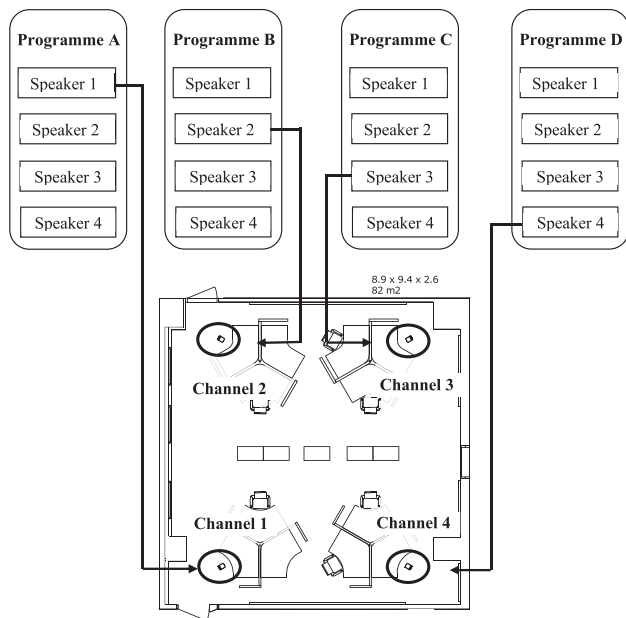 Programme A
Speaker 1
Speaker 2
Speaker 3
Speaker 4
Programme B
Speaker 1
Speaker 2
Speaker 3
Speaker 4
Programme C
Speaker 1
Speaker 2
Speaker 3
Speaker 4
Programme D
Speaker 1
Speaker 2
Speaker 3
Speaker 4
8.9 x 9.4 x 2.6
82 m2
Channel 2
Channel 3
Channel 1
Channel 4